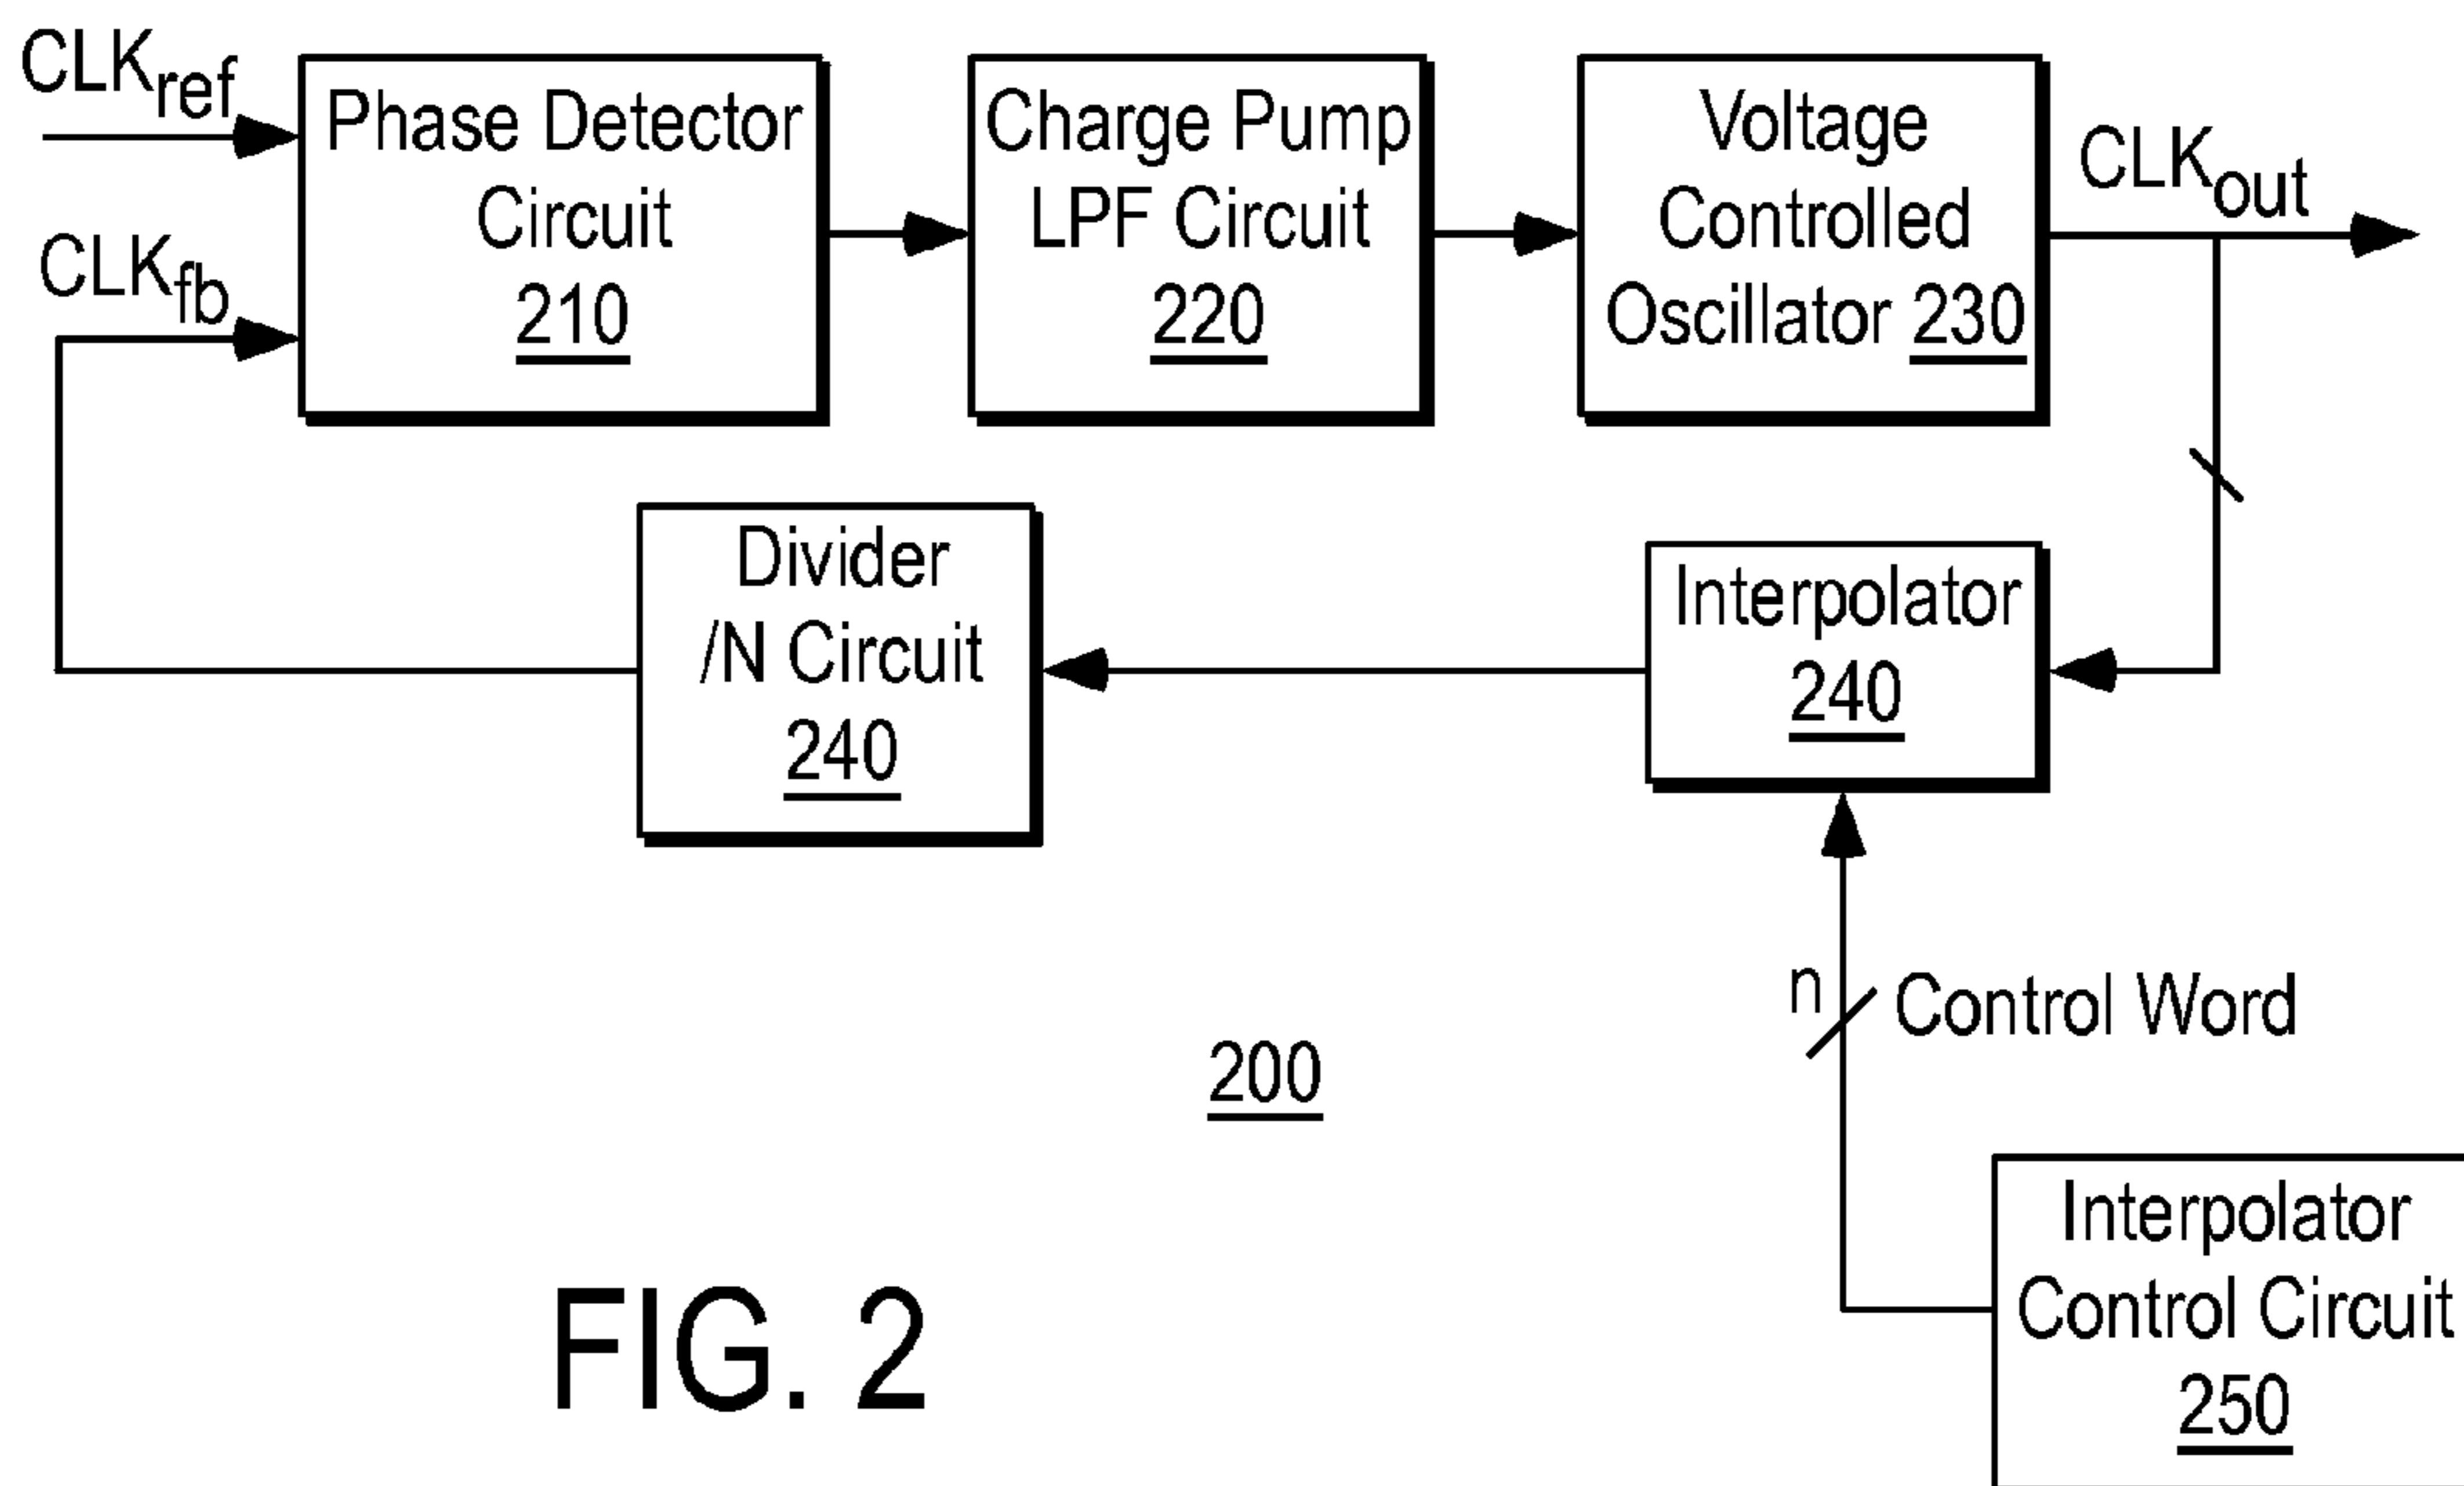 CLKref
CLKfb
Phase Detector
Circuit
210
Charge Pump
LPF Circuit
220
Voltage
Controlled
Oscillator 230
CLKout
Divider
/N Circuit
240
Interpolator
240
n
Control Word
200
Interpolator
Control Circuit
250
FIG. 2